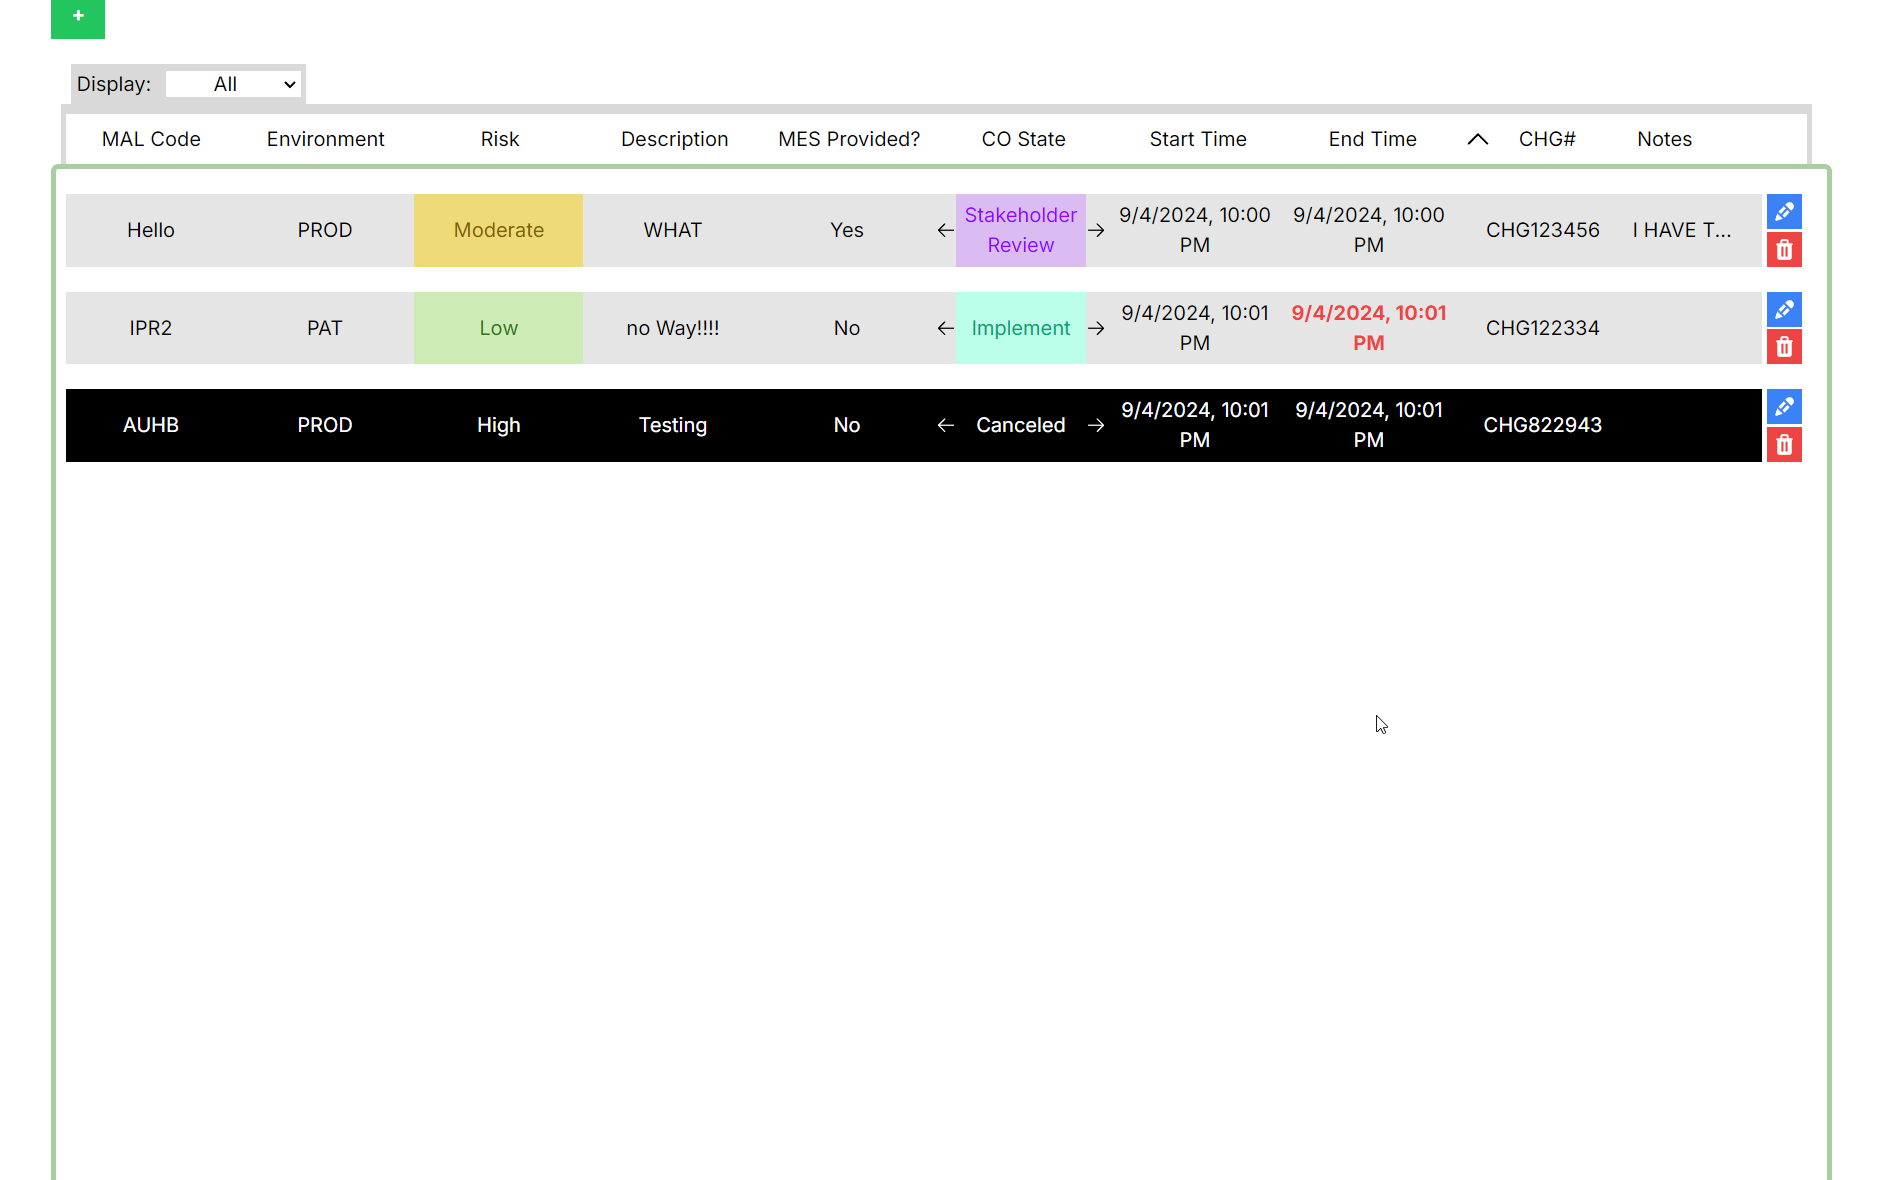 +
Display: All
MAL Code Environment Risk Description MES Provided? CO State Start Time End Time CHG# Notes
Hello PROD Moderate WHAT Yes ← Stakeholder Review → 9/4/2024, 10:00 PM 9/4/2024, 10:00 PM CHG123456 I HAVE T...
IPR2 PAT Low no Way!!!! No ← Implement → 9/4/2024, 10:01 PM 9/4/2024, 10:01 PM CHG122334
AUHB PROD High Testing No ← Canceled → 9/4/2024, 10:01 PM 9/4/2024, 10:01 PM CHG822943